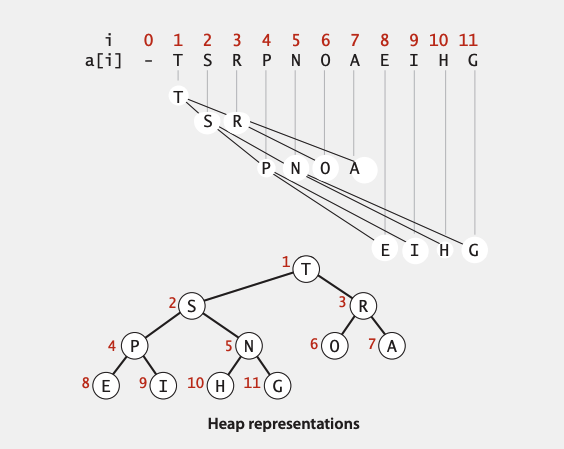 i 0 1 2 3 4 5 6 7 8 9 10 11
a[i] - T S R P N O A E I H G
T
S R
P N O A
E I H G
1 T
2 S 3 R
4 P 5 N 6 O 7 A
8 E 9 I 10 H 11 G
Heap representations